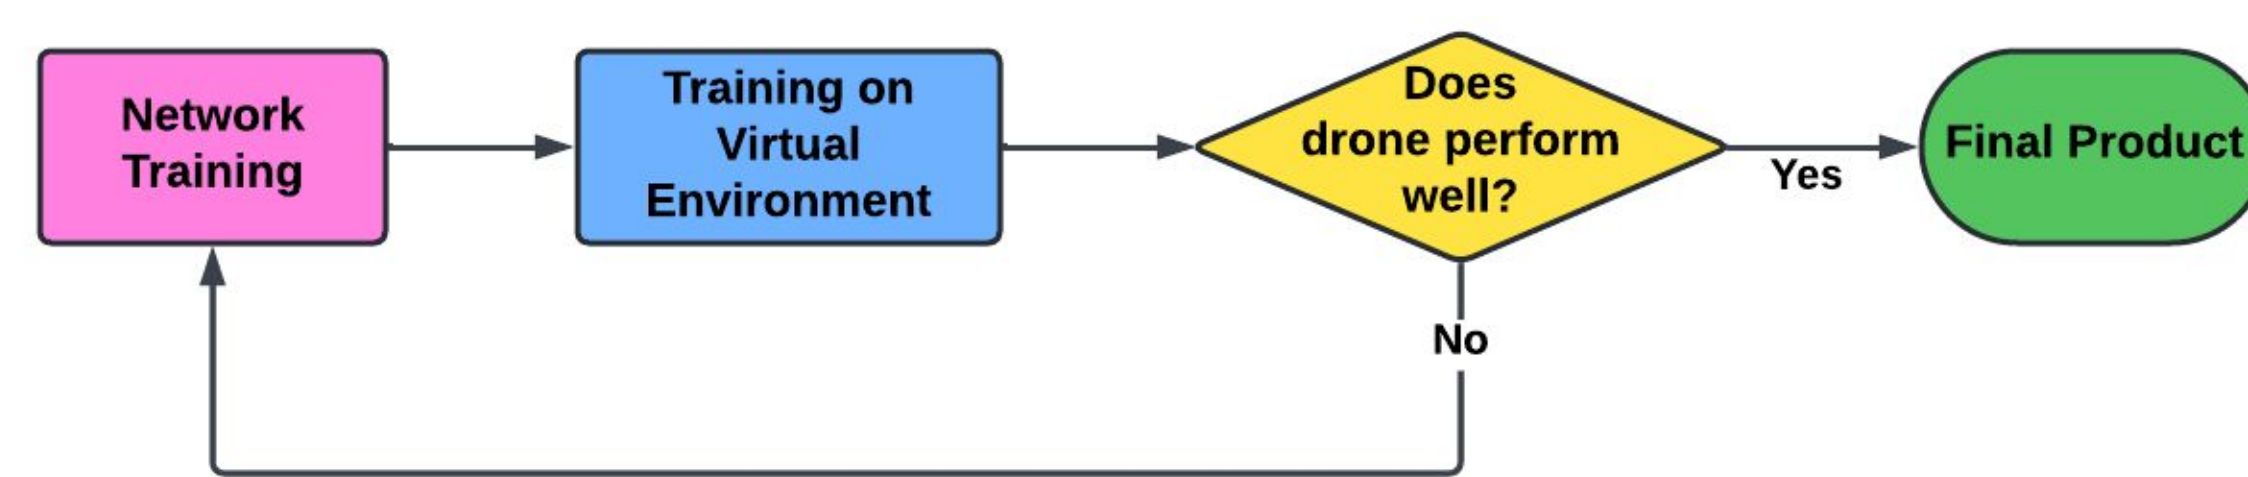 Network
Training
Training on
Virtual
Environment
Does
drone perform
well?
Yes
Final Product
No